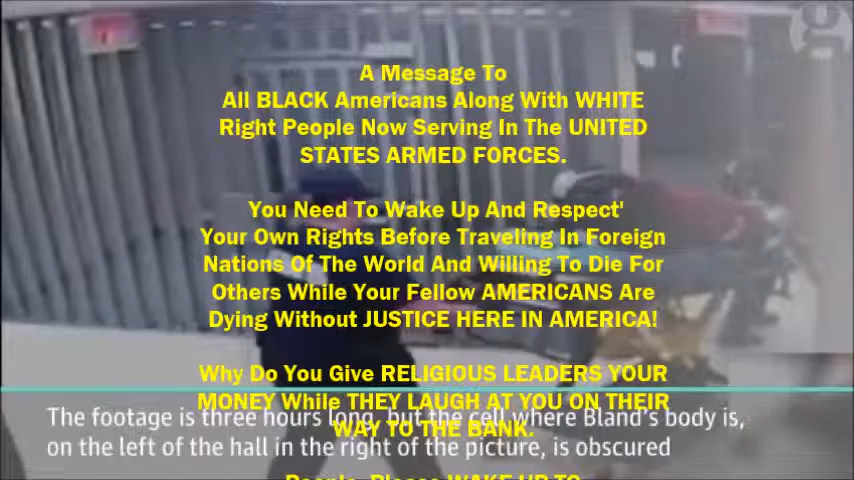 A Message To
All BLACK Americans Along With WHITE
Right People Now Serving In The UNITED
STATES ARMED FORCES.
You Need To Wake Up And Respect'
Your Own Rights Before Traveling In Foreign
Nations Of The World And Willing To Die For
Others While Your Fellow AMERICANS Are
Dying Without JUSTICE HERE IN AMERICA!
Why Do You Give RELIGIOUS LEADERS YOUR
MONEY While THEY LAUGH AT YOU ON THEIR
WAY TO THE BANK.
The footage is three hours long, but the cell where Bland's body is,
on the left of the hall in the right of the picture, is obscured
People, Please WAKE UP TO